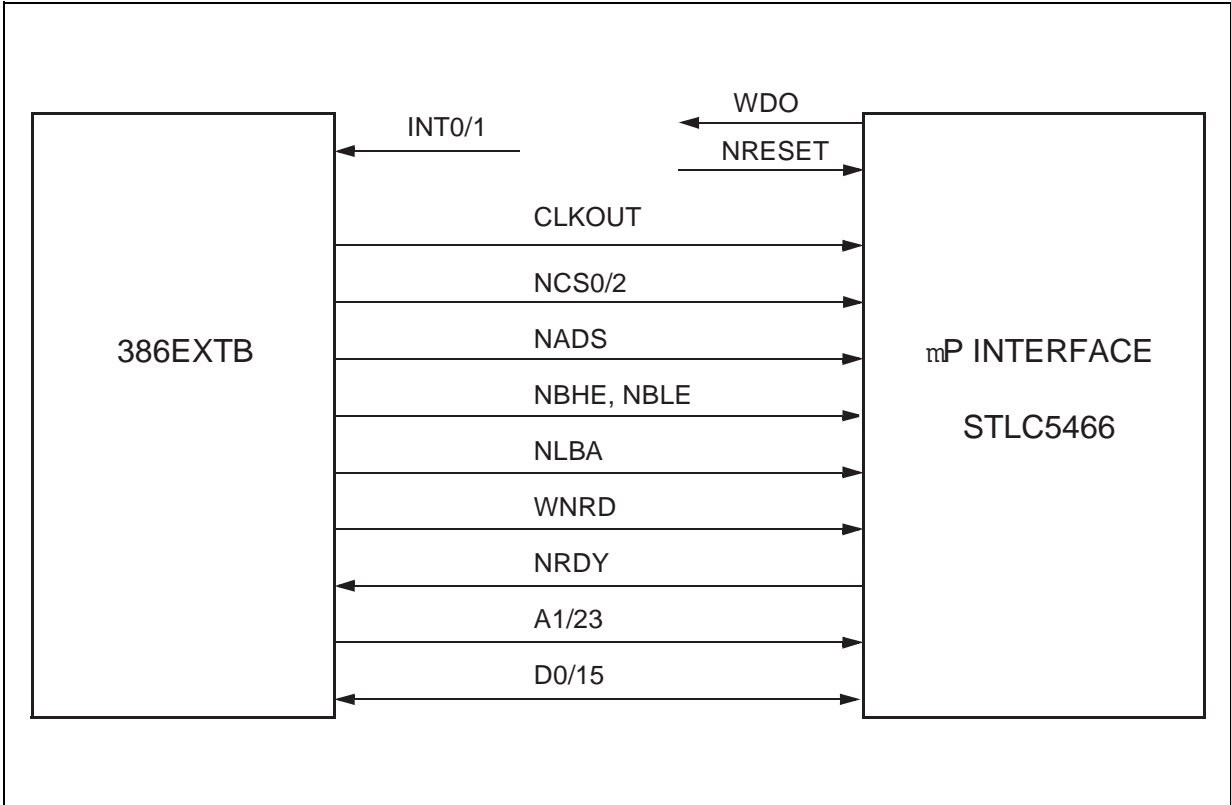 WDO
INT0/1
NRESET
CLKOUT
NCS0/2
NADS
386EXTB
mP INTERFACE
NBHE, NBLE
STLC5466
NLBA
WNRD
NRDY
A1/23
D0/15